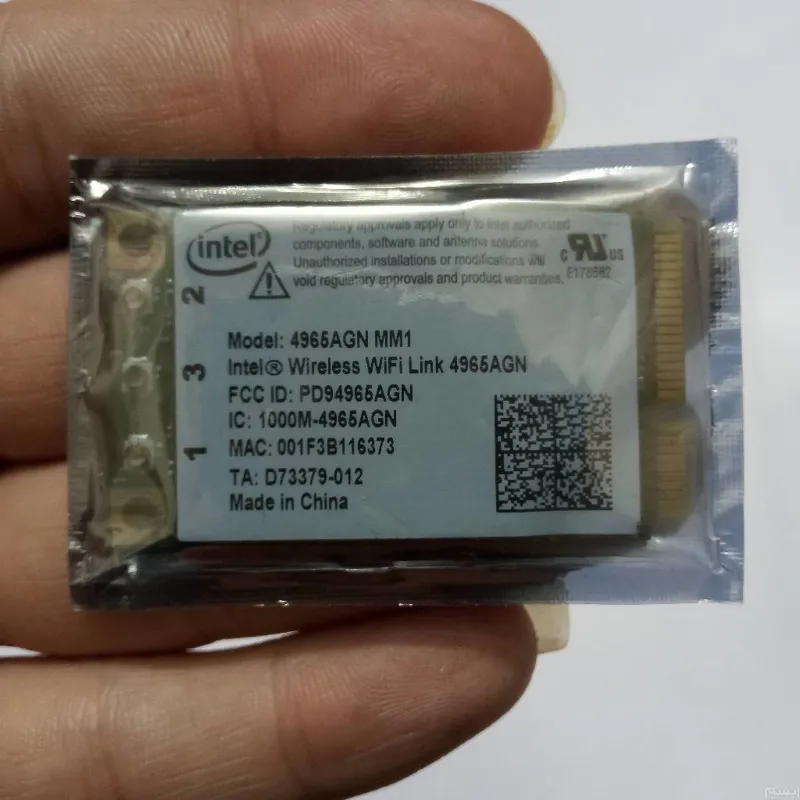 intel®
Regulatory approvals apply only to Intel authorized
components, software and antenna solutions.
Unauthorized installations or modifications will
void regulatory approvals and product warranties.
C RU US
E178682
2
3
1
Model: 4965AGN MM1
Intel® Wireless WiFi Link 4965AGN
FCC ID: PD94965AGN
IC: 1000M-4965AGN
MAC: 001F3B116373
TA: D73379-012
Made in China